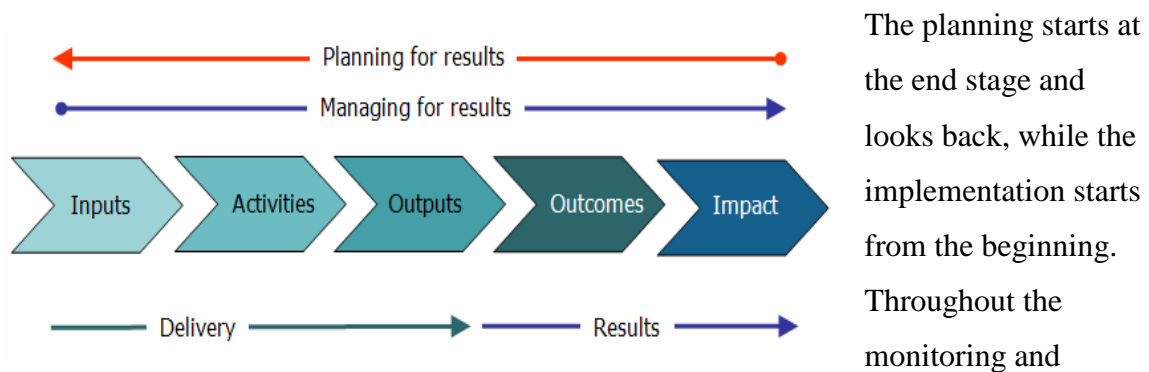 Planning for results
Managing for results
Inputs
Activities
Outputs
Outcomes
Impact
Delivery
Results
The planning starts at
the end stage and
looks back, while the
implementation starts
from the beginning.
Throughout the
monitoring and